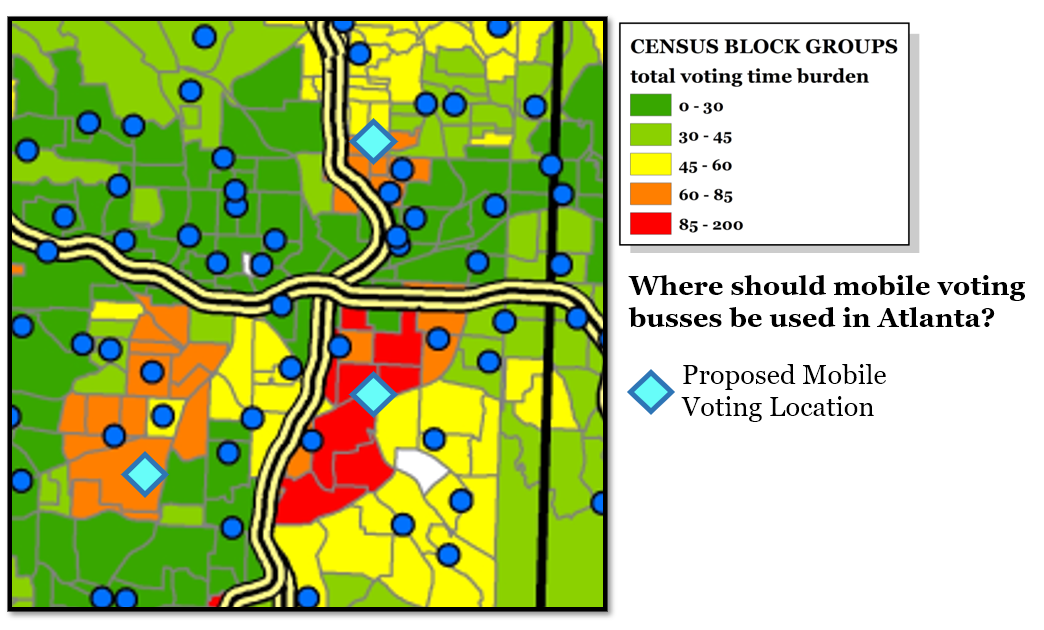 CENSUS BLOCK GROUPS
total voting time burden
0 - 30
30 - 45
45 - 60
60 - 85
85 - 200
Where should mobile voting
busses be used in Atlanta?
Proposed Mobile
Voting Location